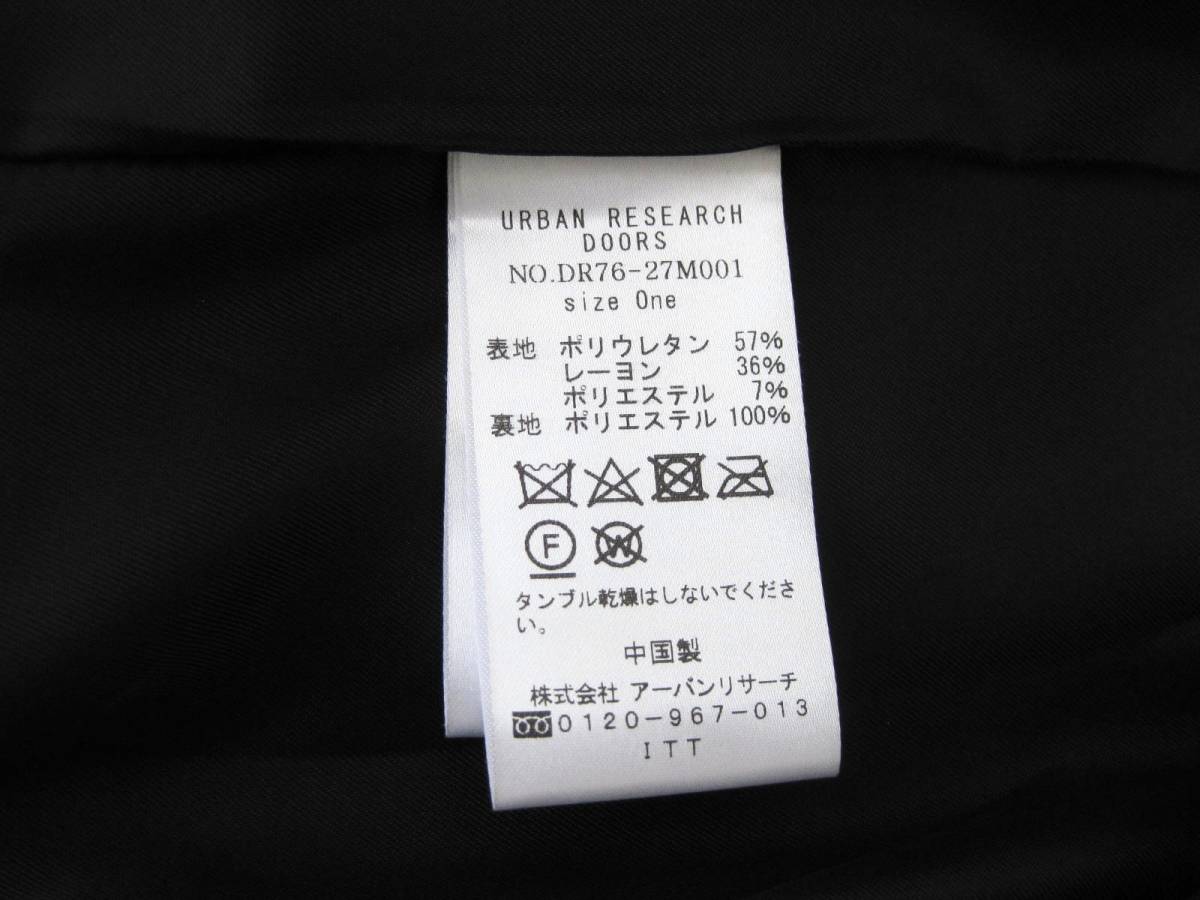 URBAN RESEARCH
DOORS
NO.DR76-27M001
size One
表地 ポリウレタン 57%
レーヨン 36%
ポリエステル 7%
裏地 ポリエステル 100%
F W
タンブル乾燥はしないでくださ
い。
中国製
株式会社 アーバンリサーチ
0120-967-013
ITT